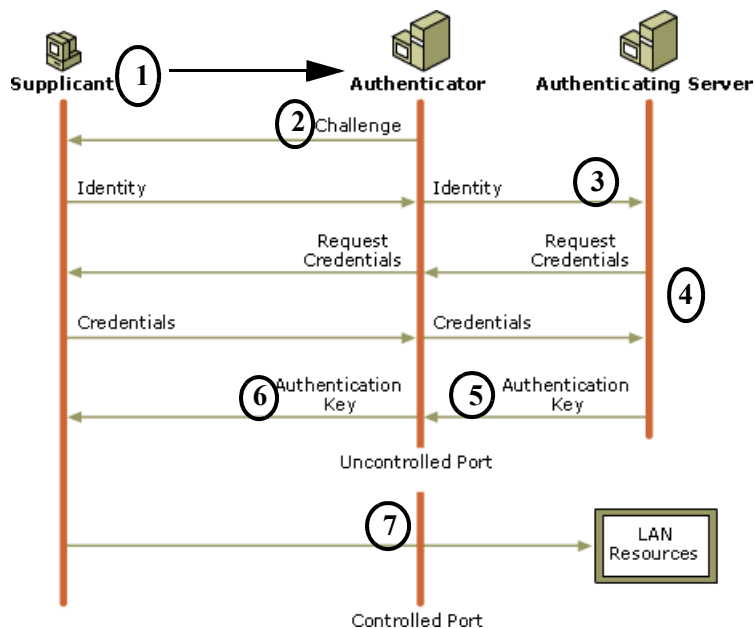 Supplicant
1
Authenticator
Authenticating Server
2
Challenge
Identity
Identity
3
Request
Credentials
Request
Credentials
4
Credentials
Credentials
6
Authentication
Key
5
Authentication
Key
Uncontrolled Port
7
LAN
Resources
Controlled Port